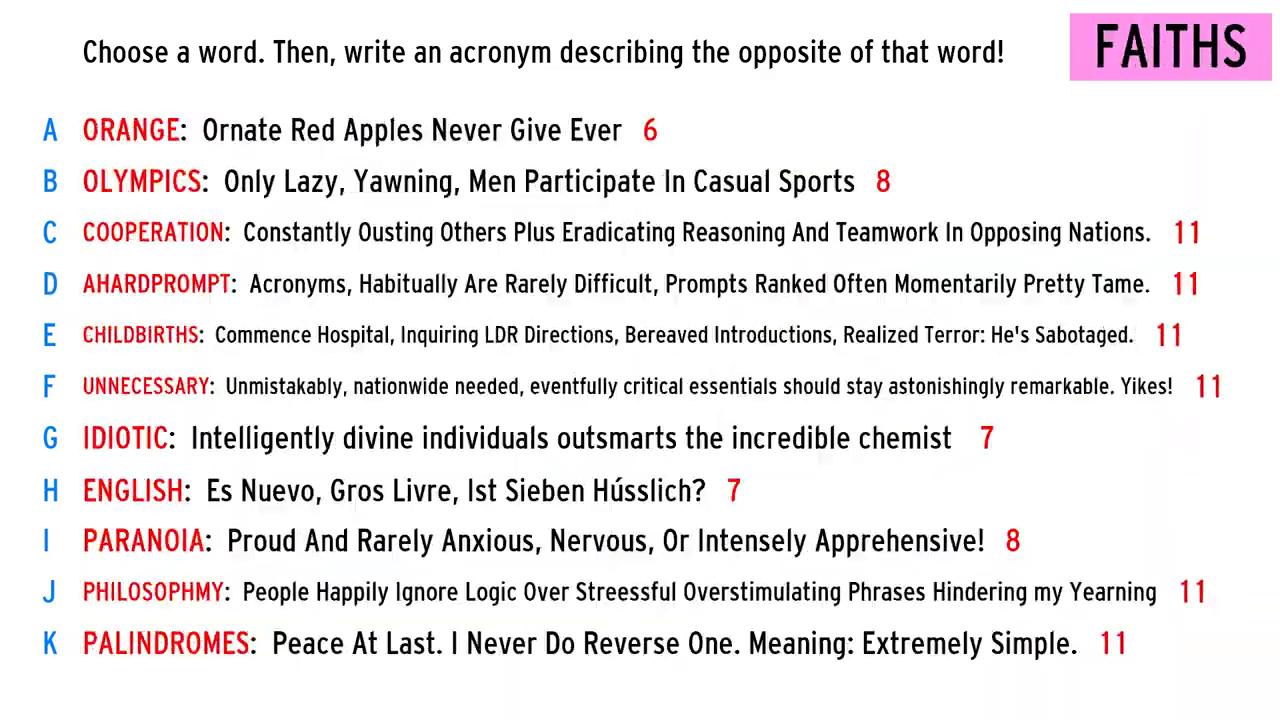 Choose a word. Then, write an acronym describing the opposite of that word!
FAITHS
A ORANGE: Ornate Red Apples Never Give Ever 6
B OLYMPICS: Only Lazy, Yawning, Men Participate In Casual Sports 8
C COOPERATION: Constantly Ousting Others Plus Eradicating Reasoning And Teamwork In Opposing Nations. 11
D AHARDPROMPT: Acronyms, Habitually Are Rarely Difficult, Prompts Ranked Often Momentarily Pretty Tame. 11
E CHILDBIRTHS: Commence Hospital, Inquiring LDR Directions, Bereaved Introductions, Realized Terror: He's Sabotaged. 11
F UNNECESSARY: Unmistakably, nationwide needed, eventfully critical essentials should stay astonishingly remarkable. Yikes! 11
G IDIOTIC: Intelligently divine individuals outsmarts the incredible chemist 7
H ENGLISH: Es Nuevo, Gros Livre, Ist Sieben Hússlich? 7
I PARANOIA: Proud And Rarely Anxious, Nervous, Or Intensely Apprehensive! 8
J PHILOSOPHMY: People Happily Ignore Logic Over Streessful Overstimulating Phrases Hindering my Yearning 11
K PALINDROMES: Peace At Last. I Never Do Reverse One. Meaning: Extremely Simple. 11